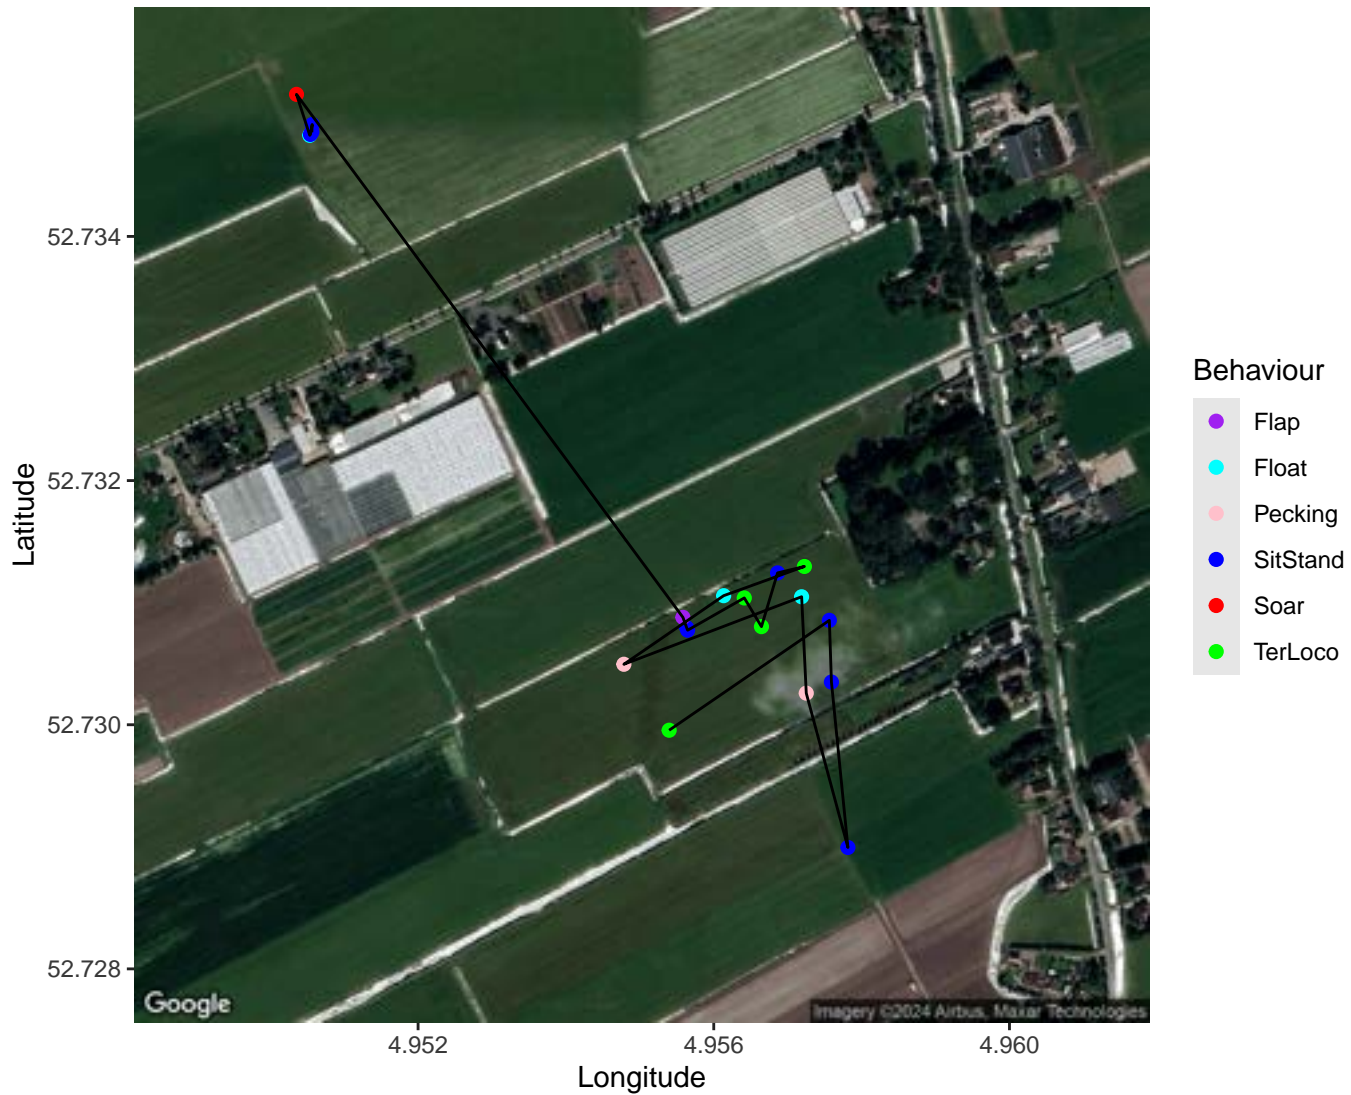 52.734
52.732
52.730
52.728
Latitude
4.952
4.956
4.960
Longitude
Google
Imagery ©2024 Airbus, Maxar Technologies
Behaviour
Flap
Float
Pecking
SitStand
Soar
TerLoco